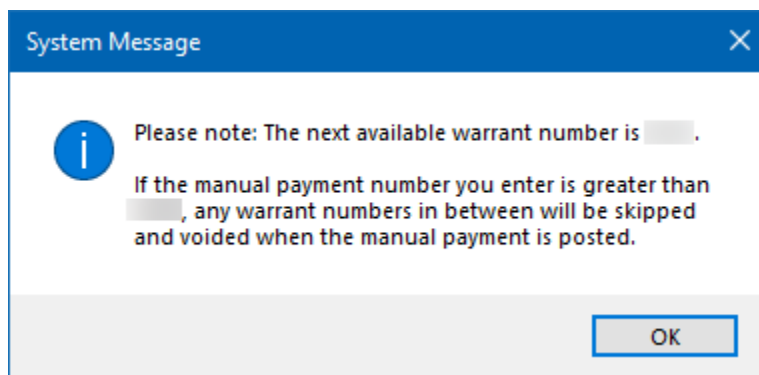 System Message
Please note: The next available warrant number is .
If the manual payment number you enter is greater than
, any warrant numbers in between will be skipped
and voided when the manual payment is posted.
OK